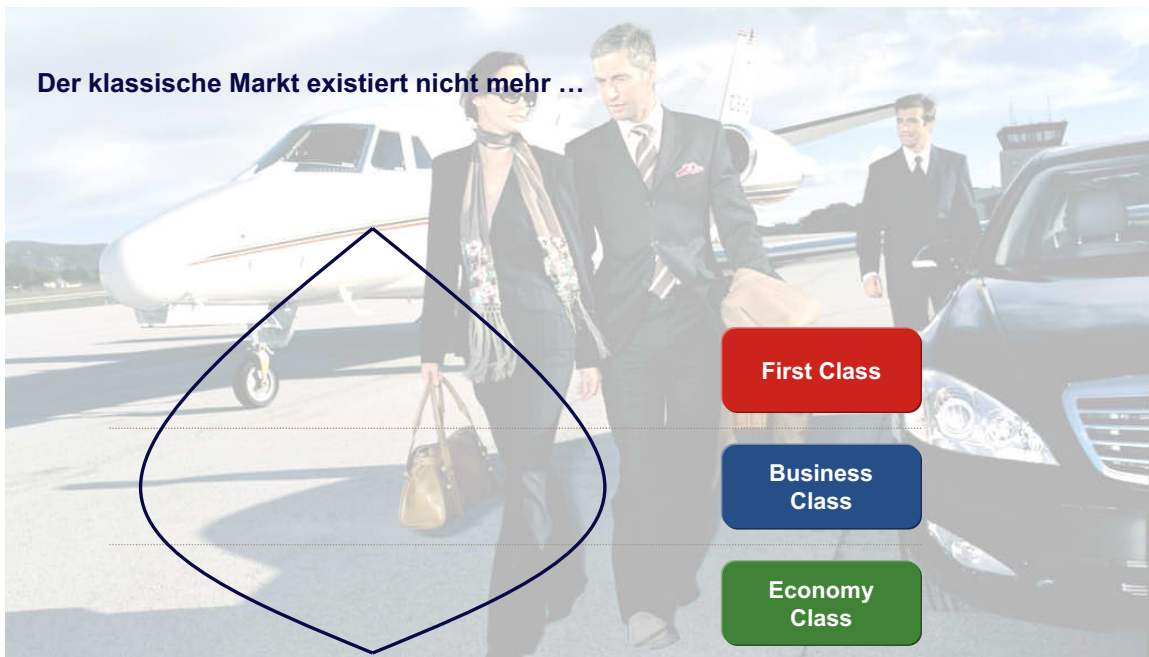 Der klassische Markt existiert nicht mehr …
First Class
Business
Class
Economy
Class